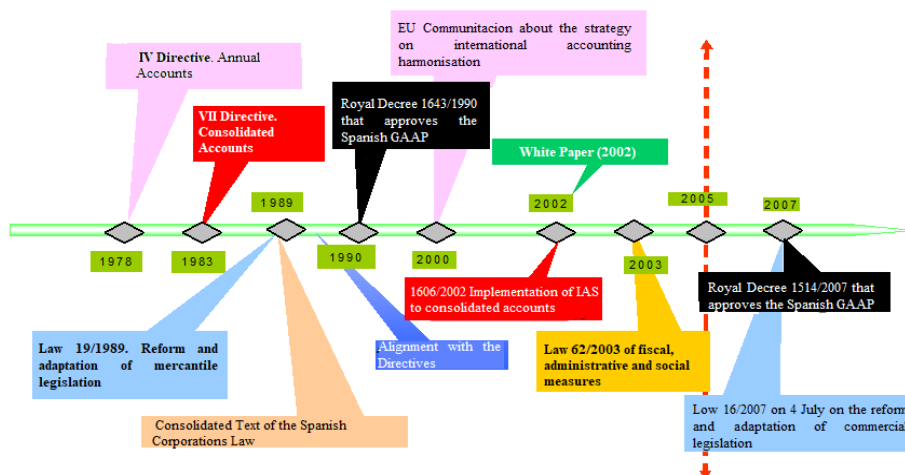 EU Communitacion about the strategy
on international accounting
harmonisation
IV Directive. Annual
Accounts
VII Directive.
Consolidated
Accounts
Royal Decree 1643/1990
that approves the
Spanish GAAP
White Paper (2002)
1989
2002
2005
2007
1978
1983
1990
2000
2003
1606/2002 Implementation of IAS
to consolidated accounts
Royal Decree 1514/2007 that
approves the Spanish GAAP
Law 19/1989. Reform and
adaptation of mercantile
legislation
Alignment with the
Directives
Law 62/2003 of fiscal,
administrative and social
measures
Consolidated Text of the Spanish
Corporations Law
Low 16/2007 on 4 July on the reform
and adaptation of commercial
legislation